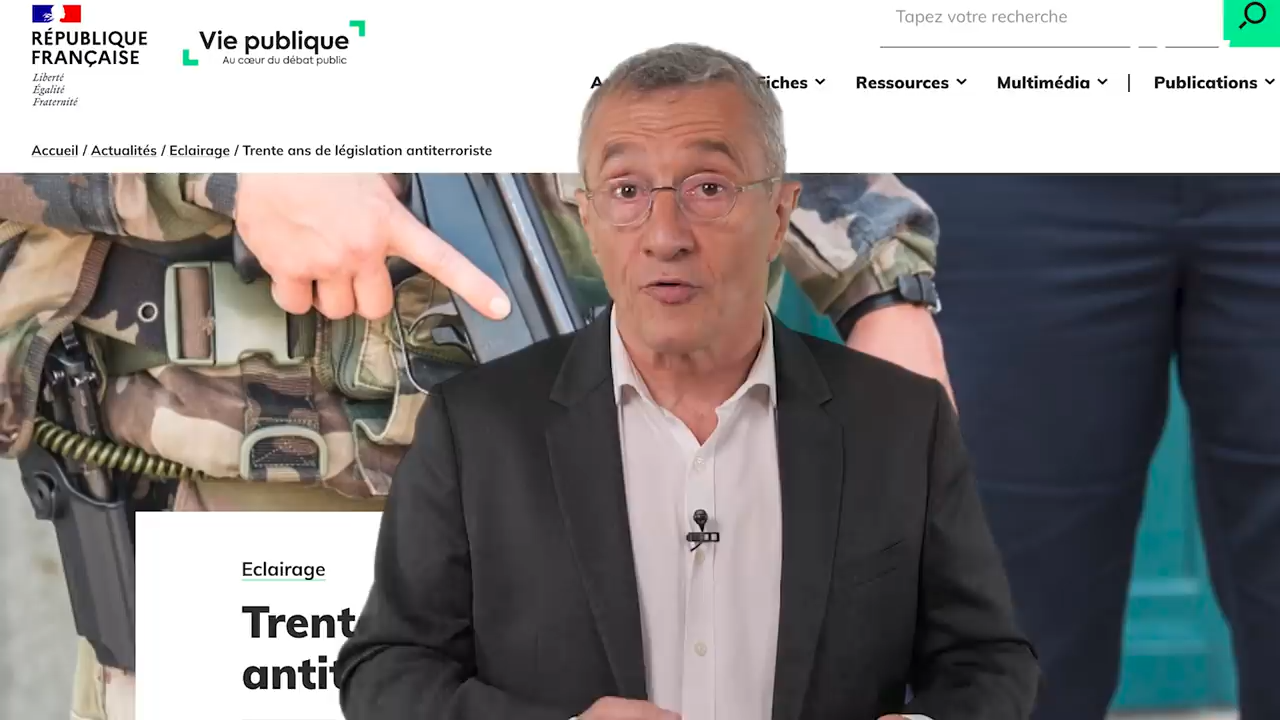 RÉPUBLIQUE
FRANÇAISE
Liberté
Égalité
Fraternité
Vie publique
Au cœur du débat public
Tapez votre recherche
Fiches
Ressources
Multimédia
Publications
Accueil / Actualités / Eclairage / Trente ans de législation antiterroriste
Eclairage